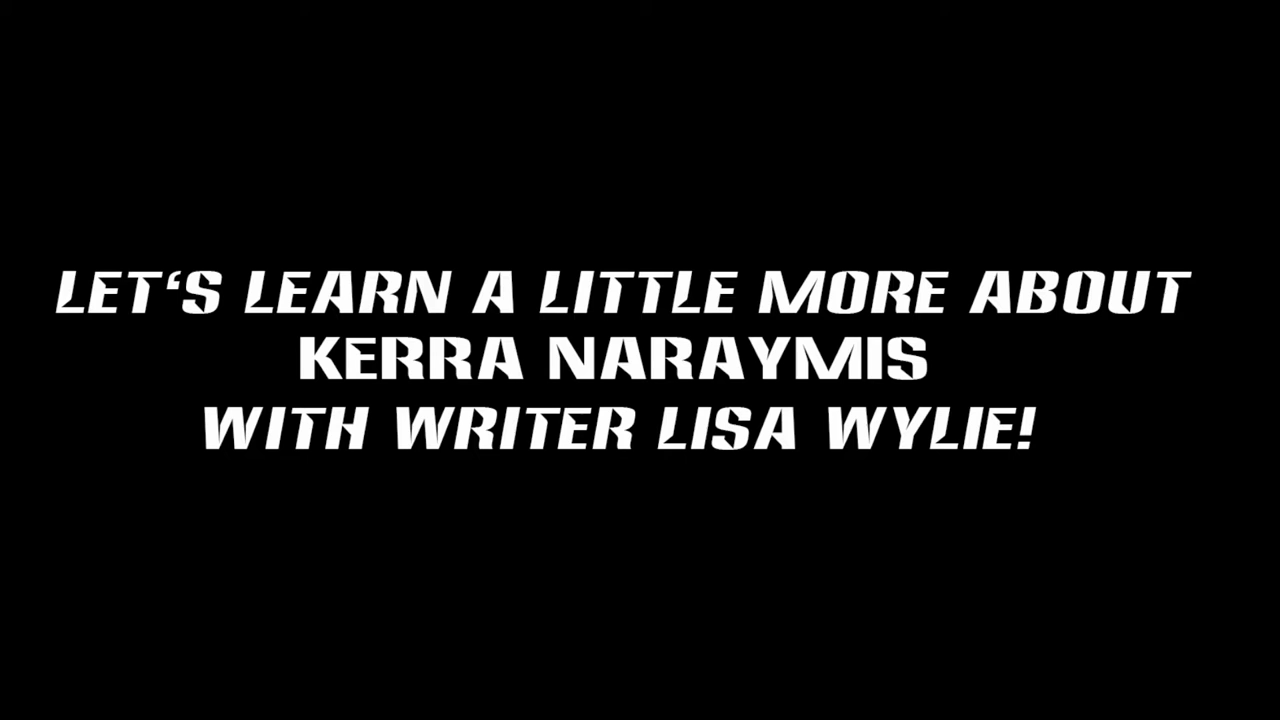 LET‘S LEARN A LITTLE MORE ABOUT
KERRA NARAYMIS
WITH WRITER LISA WYLIE!